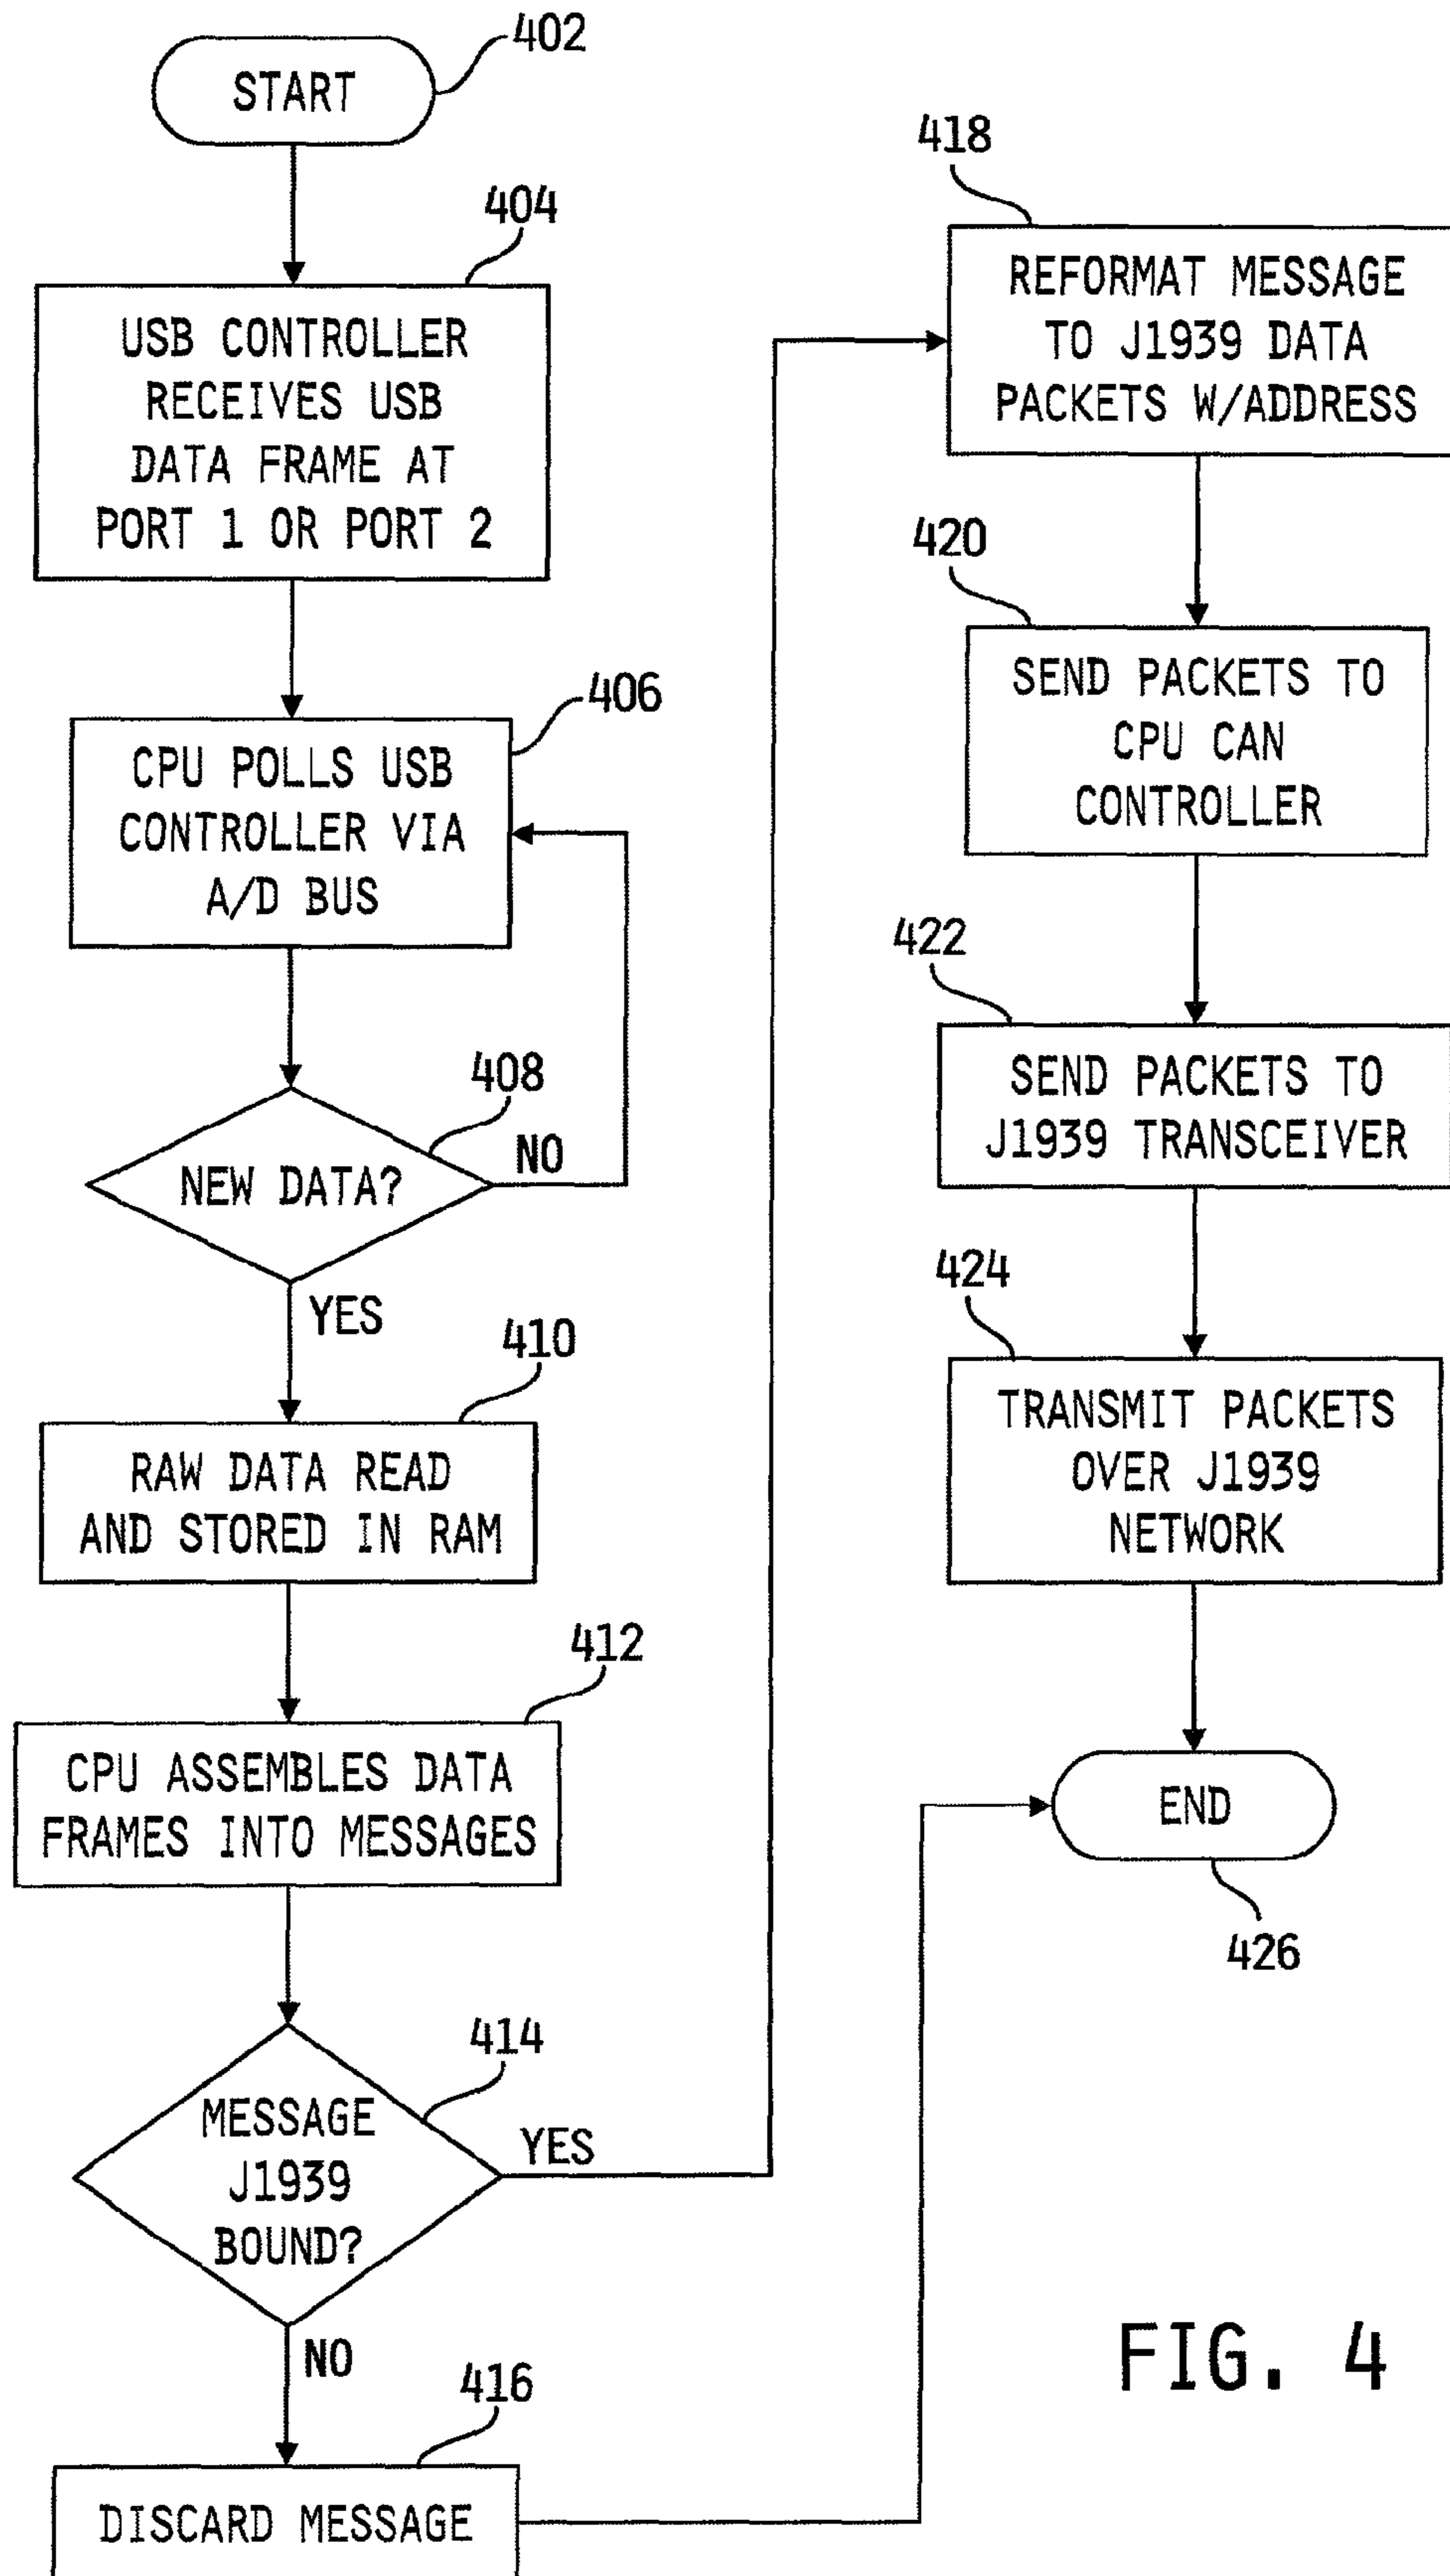 402
START
404
USB CONTROLLER
RECEIVES USB
DATA FRAME AT
PORT 1 OR PORT 2
406
CPU POLLS USB
CONTROLLER VIA
A/D BUS
408
NEW DATA?
NO
YES
410
RAW DATA READ
AND STORED IN RAM
412
CPU ASSEMBLES DATA
FRAMES INTO MESSAGES
414
MESSAGE
J1939
BOUND?
YES
NO
416
DISCARD MESSAGE
418
REFORMAT MESSAGE
TO J1939 DATA
PACKETS W/ADDRESS
420
SEND PACKETS TO
CPU CAN
CONTROLLER
422
SEND PACKETS TO
J1939 TRANSCEIVER
424
TRANSMIT PACKETS
OVER J1939
NETWORK
END
426
FIG. 4